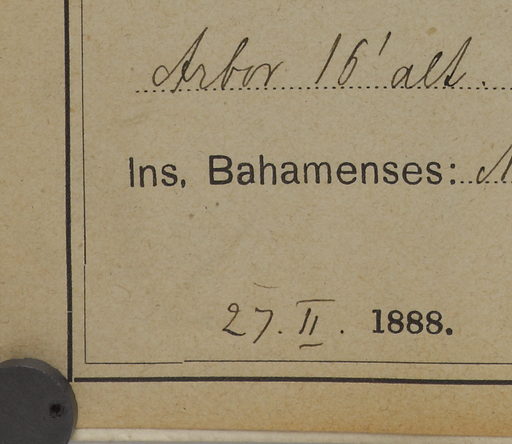 Arbor 16' alt.
Ins. Bahamenses:
27. II. 1888.